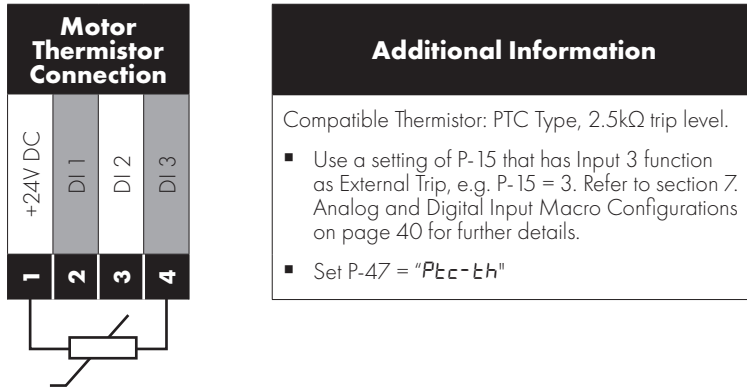 Motor
Thermistor
Connection
+24V DC
DI 1
DI 2
DI 3
1
2
3
4
Additional Information
Compatible Thermistor: PTC Type, 2.5kΩ trip level.
▪ Use a setting of P-15 that has Input 3 function
as External Trip, e.g. P-15 = 3. Refer to section 7.
Analog and Digital Input Macro Configurations
on page 40 for further details.
▪ Set P-47 = “Ptc-th"